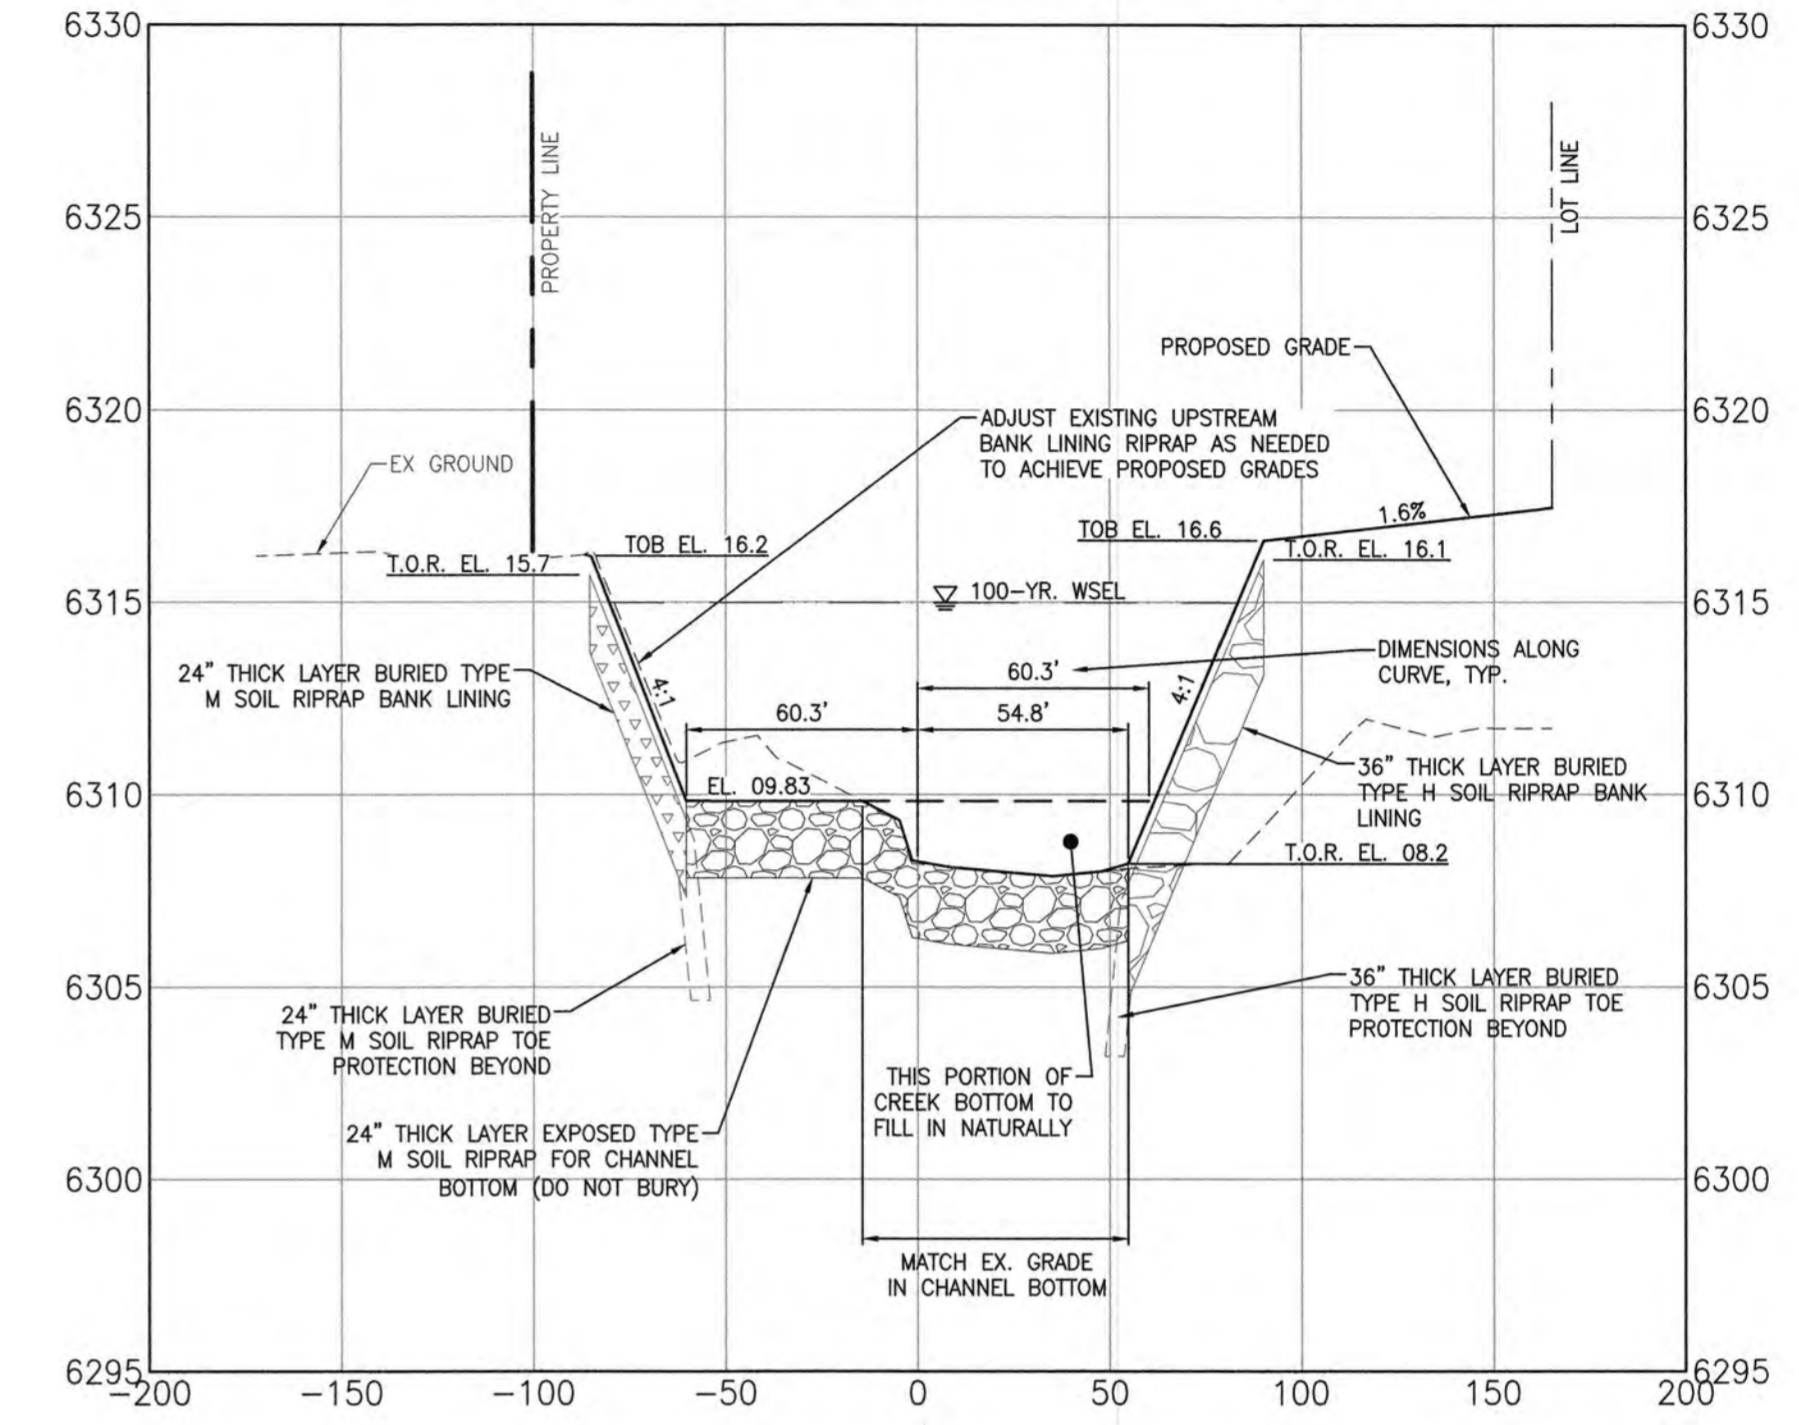 6330
6330
PROPERTY LINE
LOT LINE
6325
6325
PROPOSED GRADE
6320
6320
ADJUST EXISTING UPSTREAM
BANK LINING RIPRAP AS NEEDED
TO ACHIEVE PROPOSED GRADES
EX GROUND
1.6%
TOB EL. 16.6
TOB EL. 16.2
T.O.R. EL. 16.1
T.O.R. EL. 15.7
100-YR. WSEL
6315
6315
DIMENSIONS ALONG
CURVE, TYP.
24" THICK LAYER BURIED TYPE
M SOIL RIPRAP BANK LINING
60.3'
4:1
4:1
60.3'
54.8'
36" THICK LAYER BURIED
TYPE H SOIL RIPRAP BANK
LINING
6310
EL. 09.83
6310
T.O.R. EL. 08.2
6305
6305
36" THICK LAYER BURIED
TYPE H SOIL RIPRAP TOE
PROTECTION BEYOND
24" THICK LAYER BURIED
TYPE M SOIL RIPRAP TOE
PROTECTION BEYOND
THIS PORTION OF
CREEK BOTTOM TO
FILL IN NATURALLY
24" THICK LAYER EXPOSED TYPE
M SOIL RIPRAP FOR CHANNEL
BOTTOM (DO NOT BURY)
6300
6300
MATCH EX. GRADE
IN CHANNEL BOTTOM
6295
6295
-200 -150 -100 -50 0 50 100 150 200